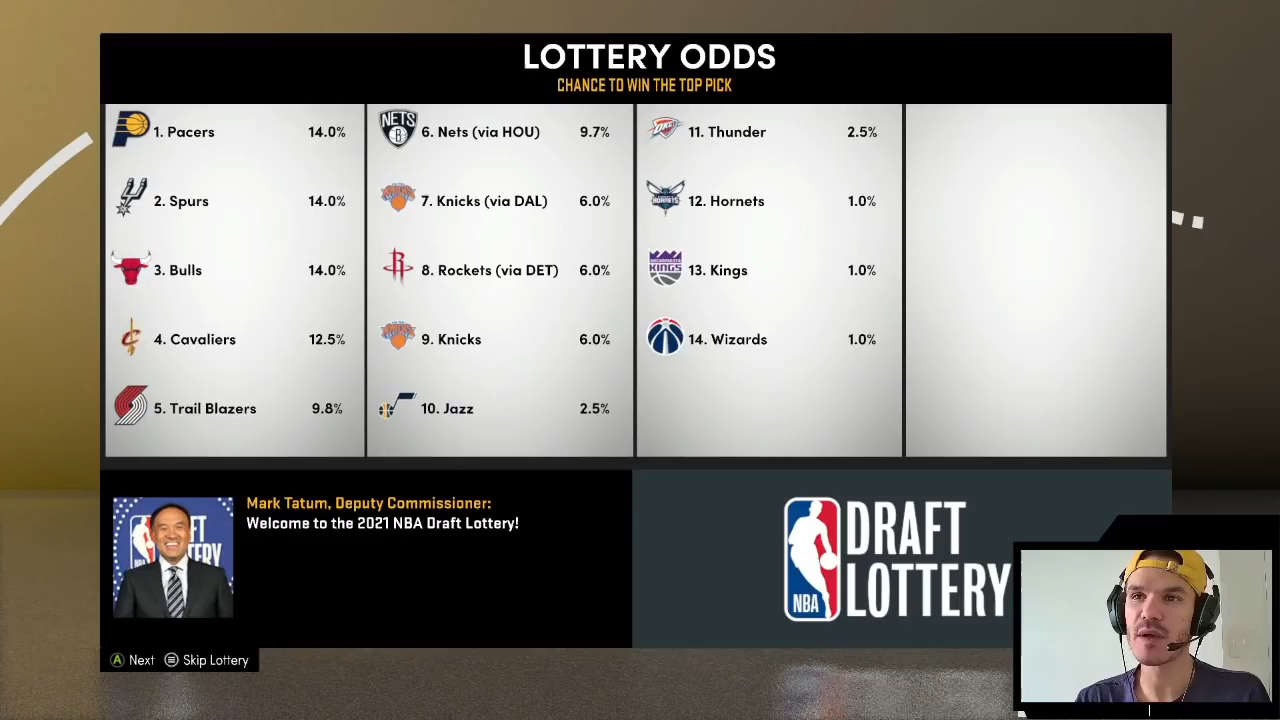 LOTTERY ODDS
CHANCE TO WIN THE TOP PICK
1. Pacers 14.0%
2. Spurs 14.0%
3. Bulls 14.0%
4. Cavaliers 12.5%
5. Trail Blazers 9.8%
NETS
B
6. Nets (via HOU) 9.7%
7. Knicks (via DAL) 6.0%
8. Rockets (via DET) 6.0%
9. Knicks 6.0%
10. Jazz 2.5%
OKC
11. Thunder 2.5%
HORNETS
12. Hornets 1.0%
SACRAMENTO
KINGS
13. Kings 1.0%
14. Wizards 1.0%
Mark Tatum, Deputy Commissioner:
Welcome to the 2021 NBA Draft Lottery!
NBA
DRAFT
LOTTERY
A Next Skip Lottery